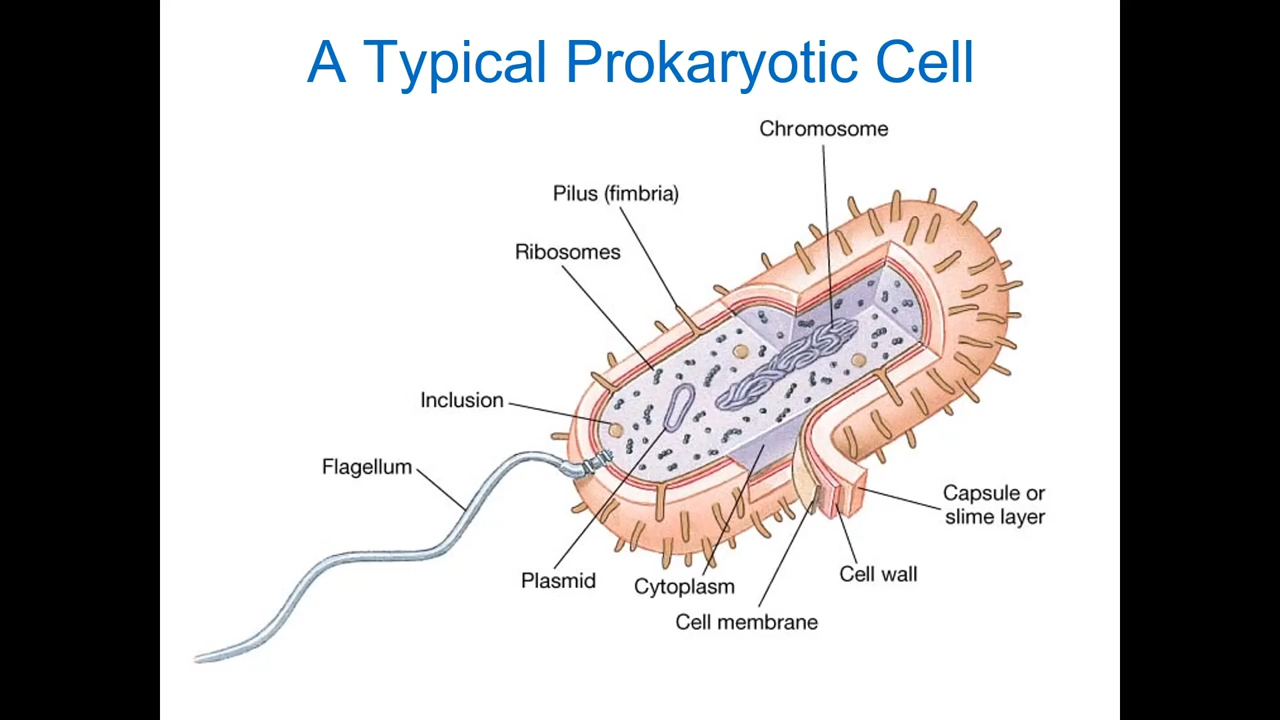 A Typical Prokaryotic Cell
Chromosome
Pilus (fimbria)
Ribosomes
Inclusion
Flagellum
Capsule or
slime layer
Plasmid
Cytoplasm
Cell wall
Cell membrane